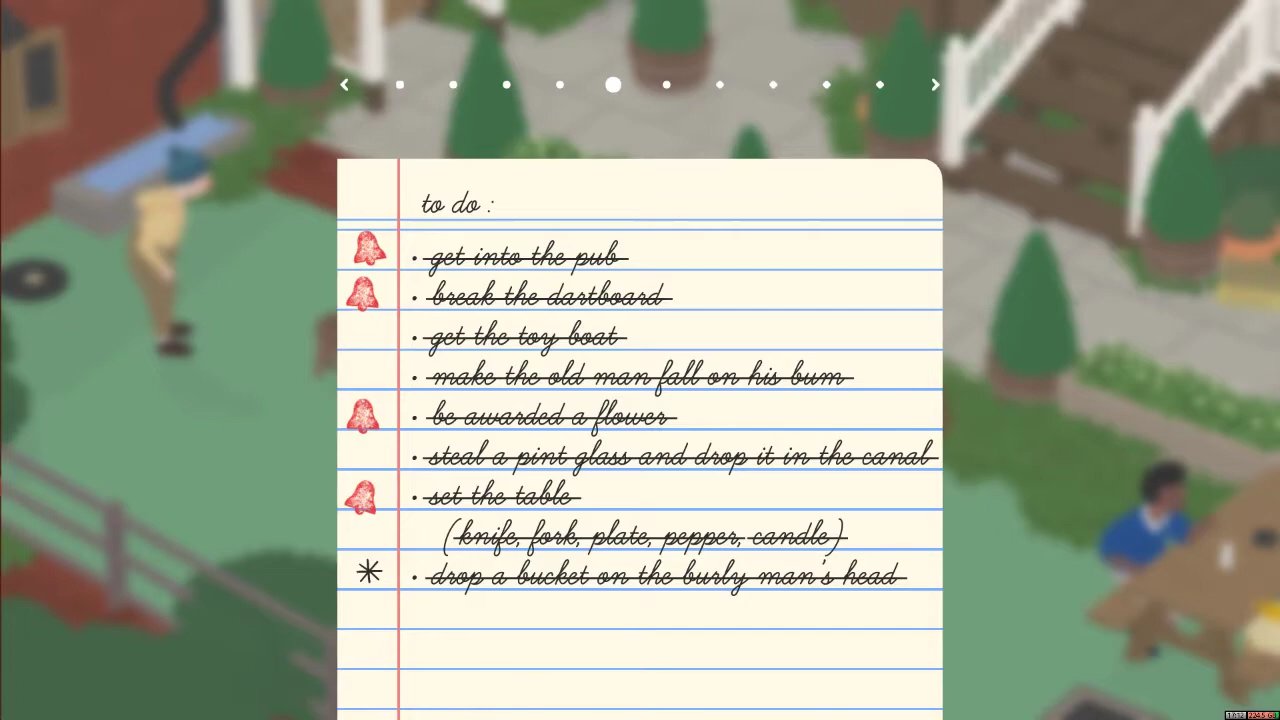 to do :
• get into the pub
• break the dartboard
• get the toy boat
• make the old man fall on his bum
• be awarded a flower
• steal a pint glass and drop it in the canal
• set the table
(knife, fork, plate, pepper, candle)
• drop a bucket on the burly man's head